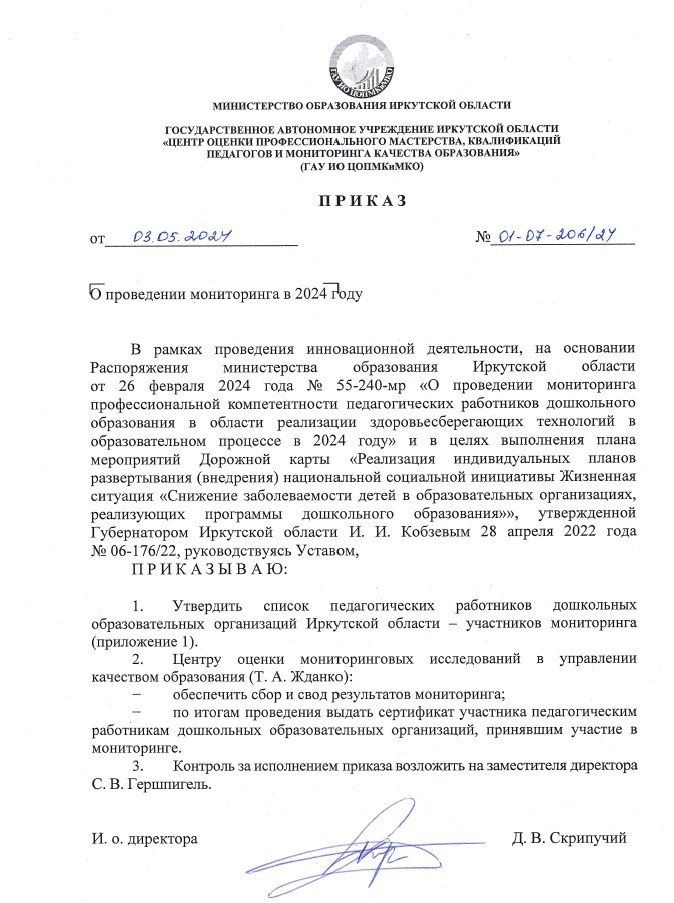 ГАУ ИО ЦОПМКиМКО
МИНИСТЕРСТВО ОБРАЗОВАНИЯ ИРКУТСКОЙ ОБЛАСТИ
ГОСУДАРСТВЕННОЕ АВТОНОМНОЕ УЧРЕЖДЕНИЕ ИРКУТСКОЙ ОБЛАСТИ
«ЦЕНТР ОЦЕНКИ ПРОФЕССИОНАЛЬНОГО МАСТЕРСТВА, КВАЛИФИКАЦИЙ
ПЕДАГОГОВ И МОНИТОРИНГА КАЧЕСТВА ОБРАЗОВАНИЯ»
(ГАУ ИО ЦОПМКиМКО)
П Р И К А З
от 03.05.2024 № 01-07-206/24
О проведении мониторинга в 2024 году
В рамках проведения инновационной деятельности, на основании
Распоряжения министерства образования Иркутской области
от 26 февраля 2024 года № 55-240-мр «О проведении мониторинга
профессиональной компетентности педагогических работников дошкольного
образования в области реализации здоровьесберегающих технологий в
образовательном процессе в 2024 году» и в целях выполнения плана
мероприятий Дорожной карты «Реализация индивидуальных планов
развертывания (внедрения) национальной социальной инициативы Жизненная
ситуация «Снижение заболеваемости детей в образовательных организациях,
реализующих программы дошкольного образования»», утвержденной
Губернатором Иркутской области И. И. Кобзевым 28 апреля 2022 года
№ 06-176/22, руководствуясь Уставом,
П Р И К А З Ы В А Ю:
1. Утвердить список педагогических работников дошкольных
образовательных организаций Иркутской области – участников мониторинга
(приложение 1).
2. Центру оценки мониторинговых исследований в управлении
качеством образования (Т. А. Жданко):
− обеспечить сбор и свод результатов мониторинга;
− по итогам проведения выдать сертификат участника педагогическим
работникам дошкольных образовательных организаций, принявшим участие в
мониторинге.
3. Контроль за исполнением приказа возложить на заместителя директора
С. В. Гершпигель.
И. о. директора Д. В. Скрипучий